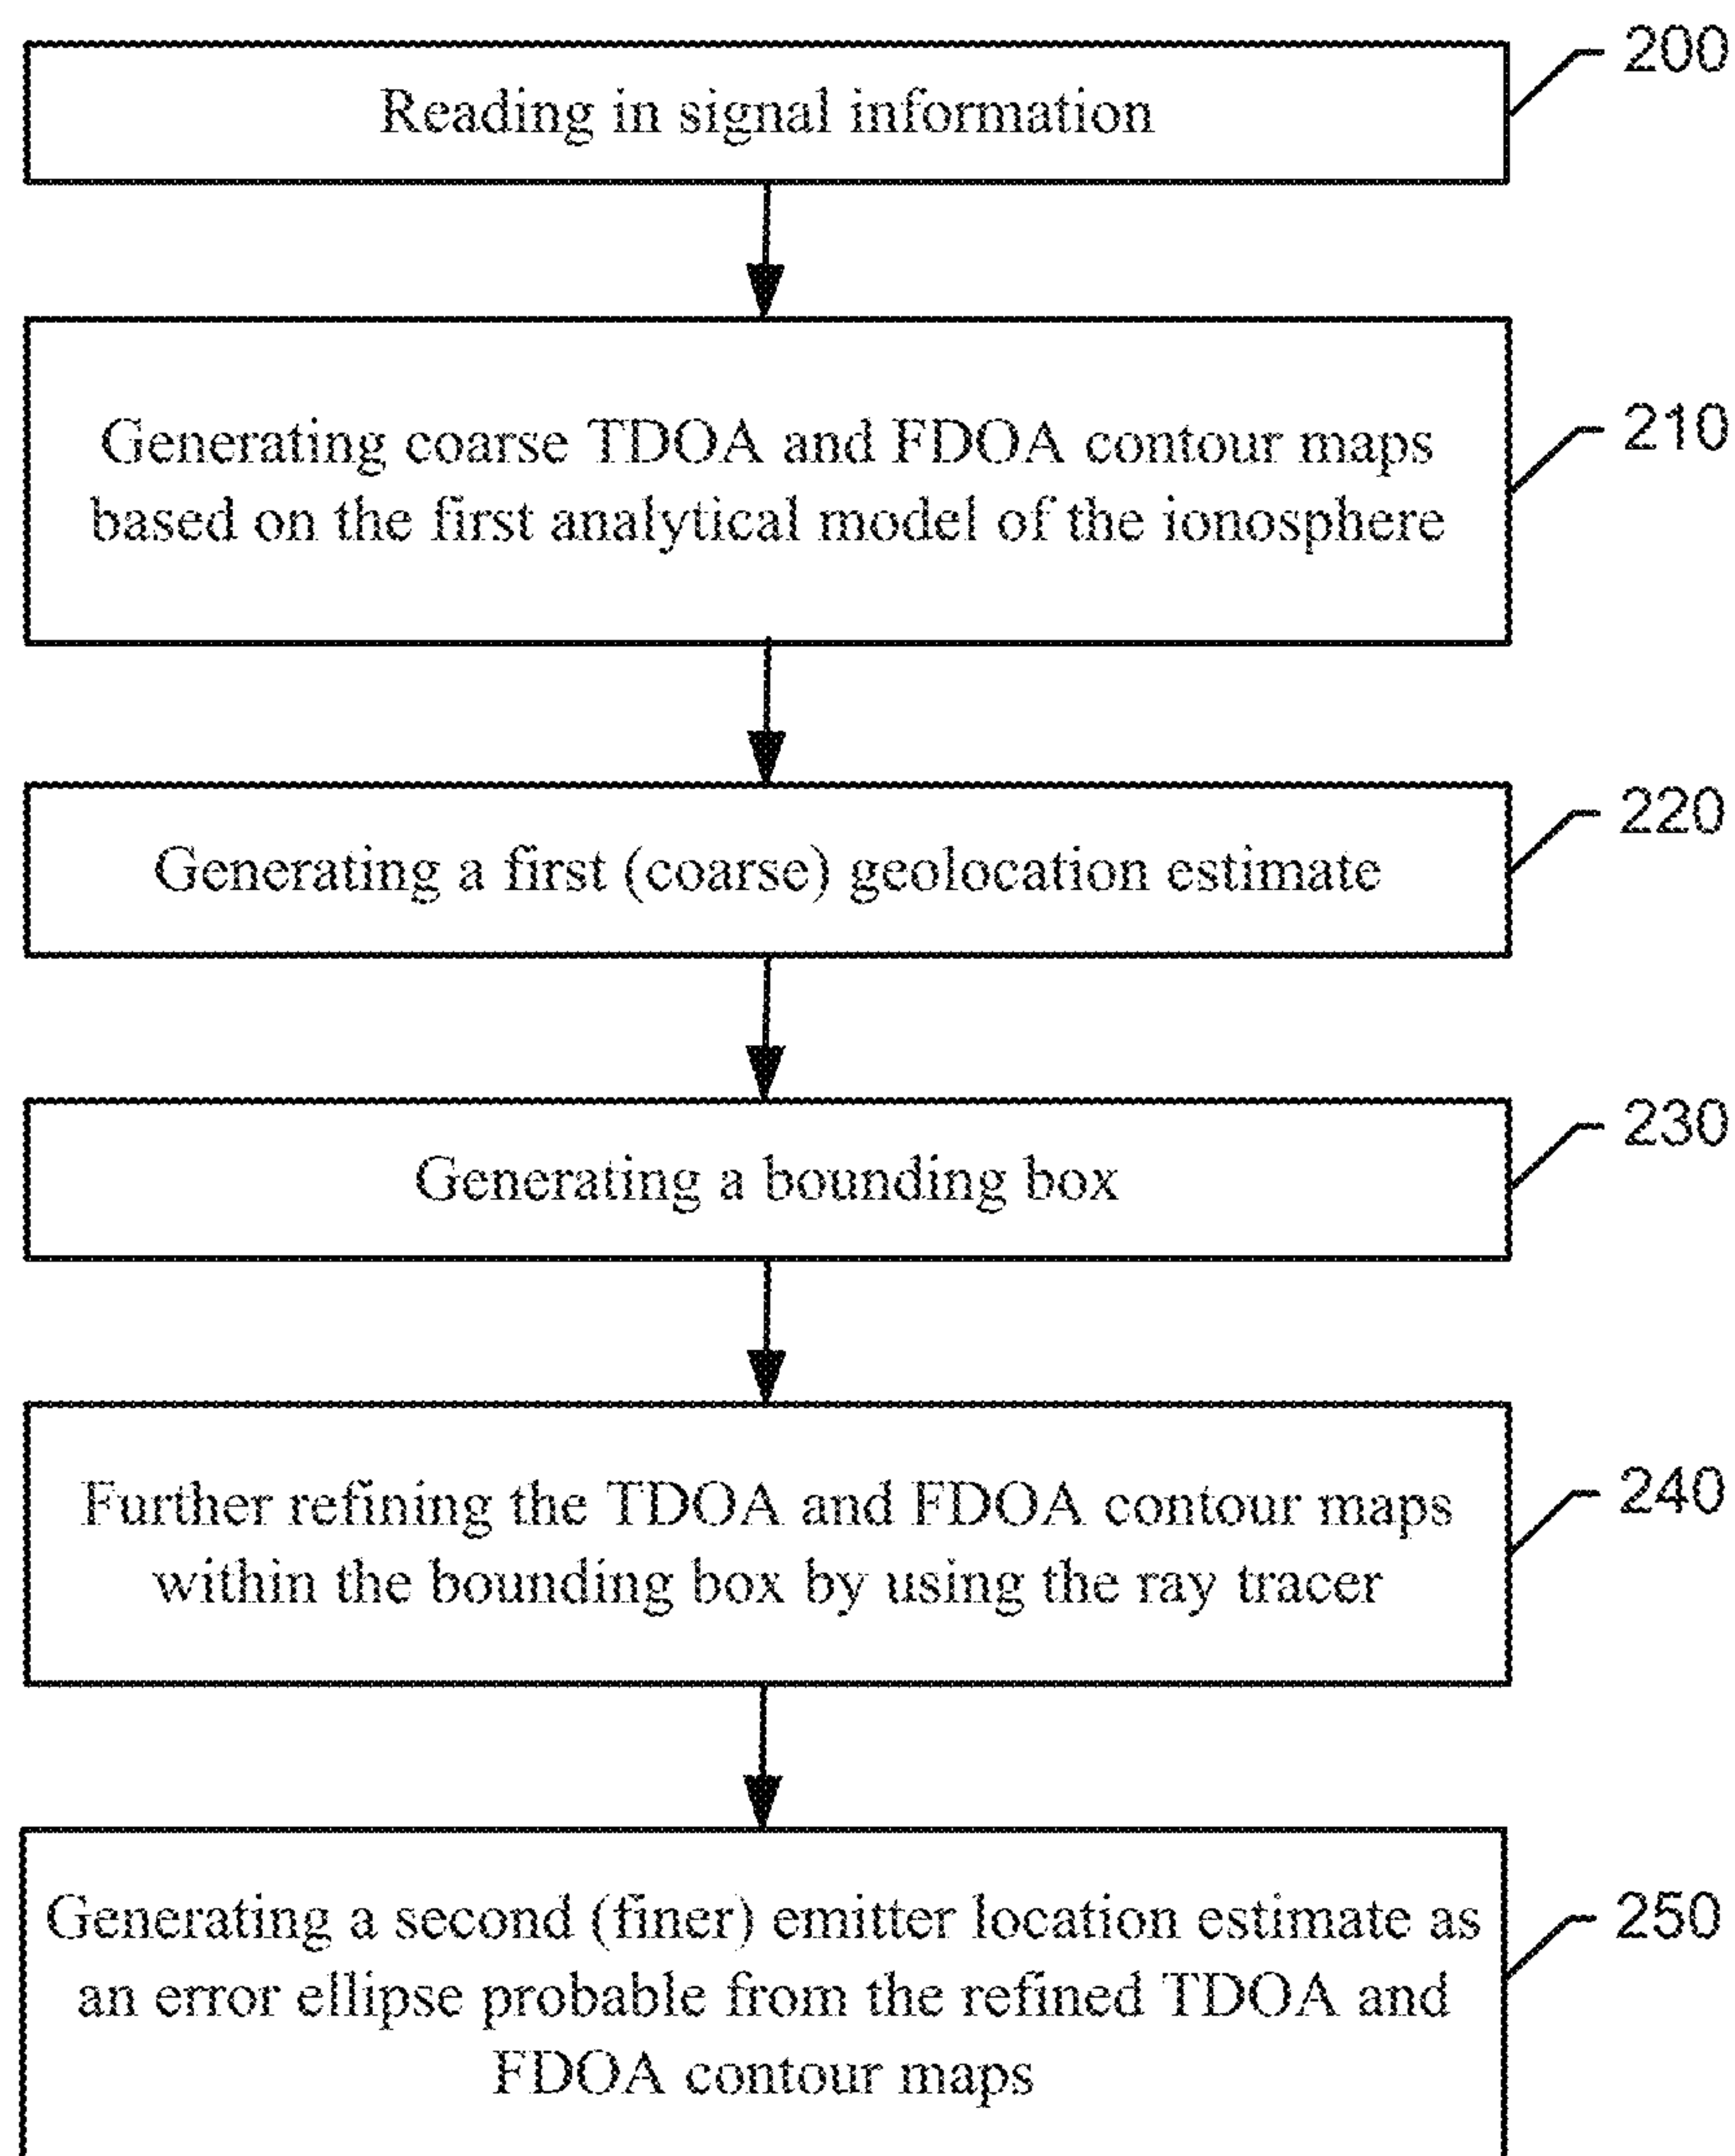 200
Reading in signal information
210
Generating coarse TDOA and FDOA contour maps
based on the first analytical model of the ionosphere
220
Generating a first (coarse) geolocation estimate
230
Generating a bounding box
240
Further refining the TDOA and FDOA contour maps
within the bounding box by using the ray tracer
250
Generating a second (finer) emitter location estimate as
an error ellipse probable from the refined TDOA and
FDOA contour maps